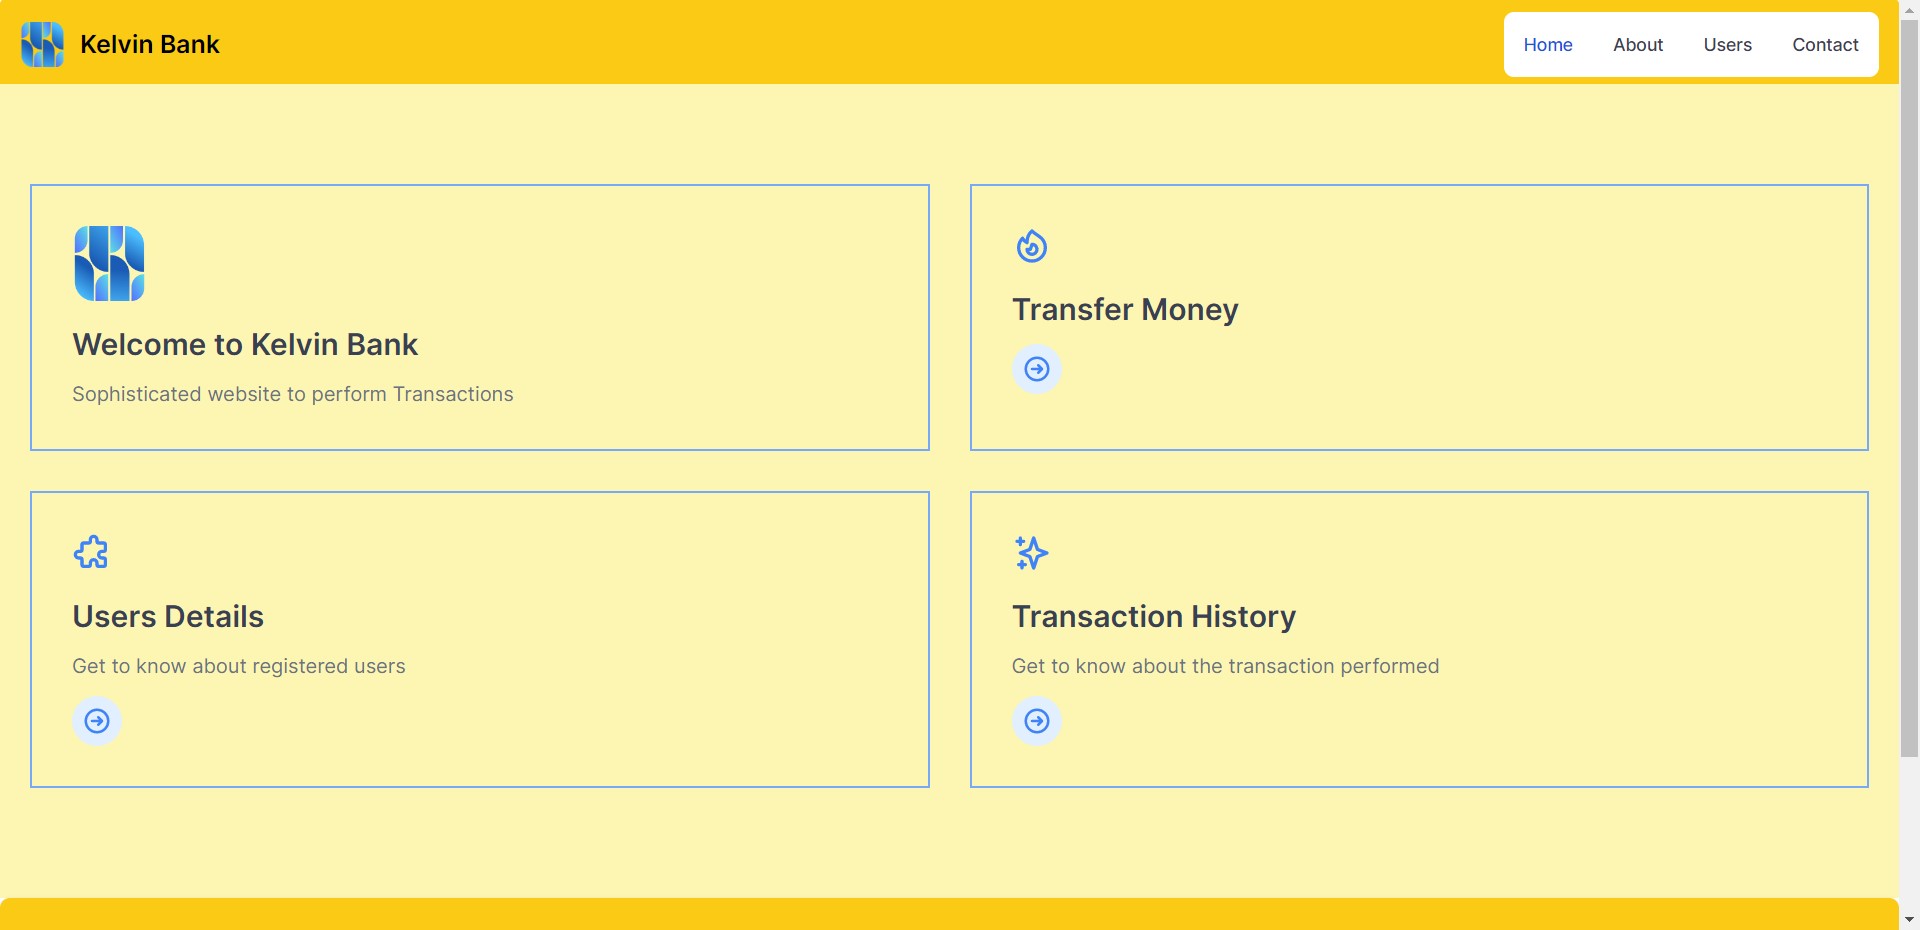 Kelvin Bank
Home About Users Contact
Welcome to Kelvin Bank
Sophisticated website to perform Transactions
Transfer Money
Users Details
Get to know about registered users
Transaction History
Get to know about the transaction performed